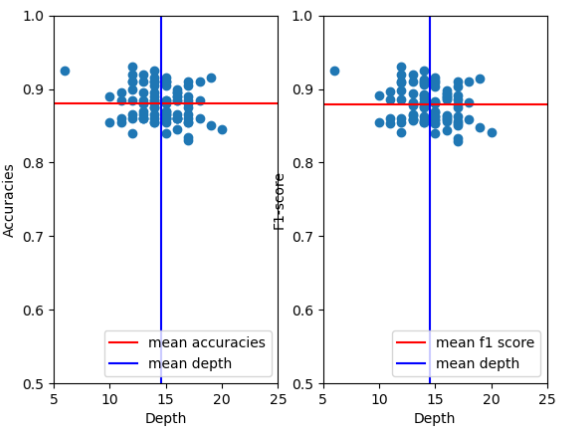 1.0
0.9
0.8
0.7
0.6
0.5
Accuracies
5 10 15 20 25
Depth
mean accuracies
mean depth
1.0
0.9
0.8
0.7
0.6
0.5
F1-score
5 10 15 20 25
Depth
mean f1 score
mean depth